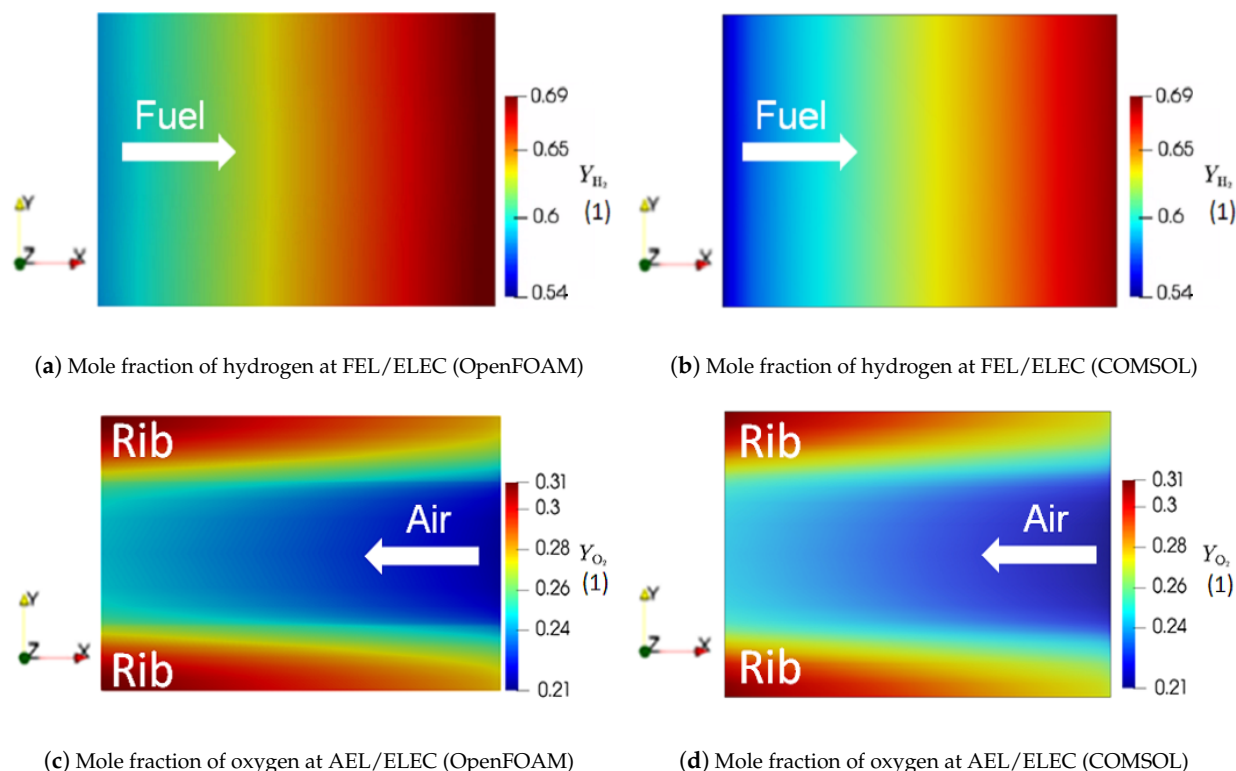 Fuel
0.69
0.65
Y_H₂
(1)
0.6
0.54
Y
Z
X
Fuel
0.69
0.65
Y_H₂
(1)
0.6
0.54
Y
Z
X
(a) Mole fraction of hydrogen at FEL/ELEC (OpenFOAM)
(b) Mole fraction of hydrogen at FEL/ELEC (COMSOL)
Rib
Air
Rib
0.31
0.3
0.28
Y_O₂
(1)
0.26
0.24
0.21
Y
Z
X
Rib
Air
Rib
0.31
0.3
0.28
Y_O₂
(1)
0.26
0.24
0.21
Y
Z
X
(c) Mole fraction of oxygen at AEL/ELEC (OpenFOAM)
(d) Mole fraction of oxygen at AEL/ELEC (COMSOL)